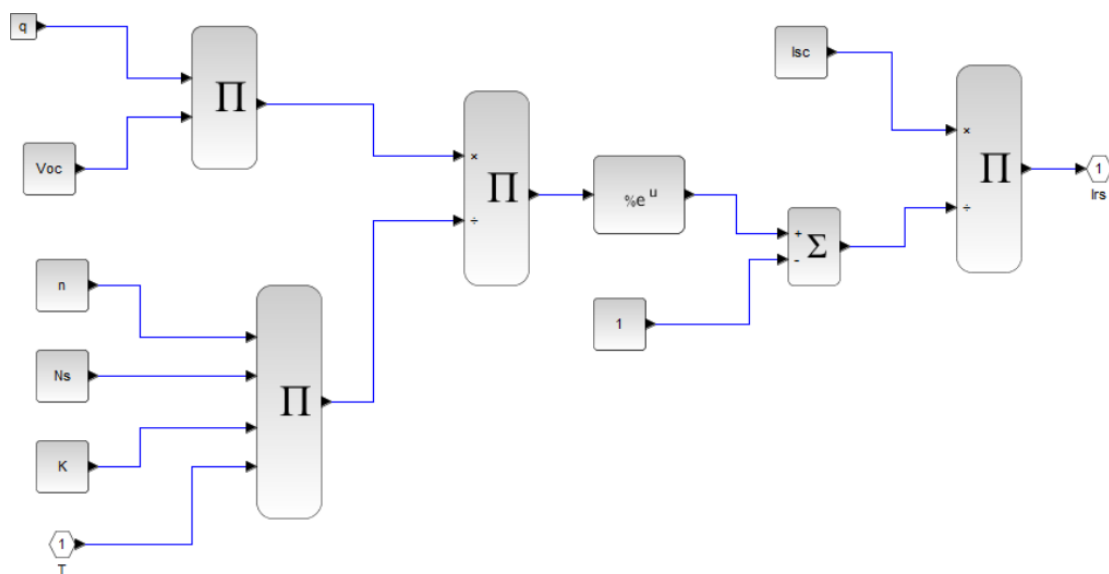 q
Π
Voc
×
÷
Π
%e^u
Isc
×
÷
Π
1
Irs
+
-
Σ
1
n
Ns
K
Π
1
T